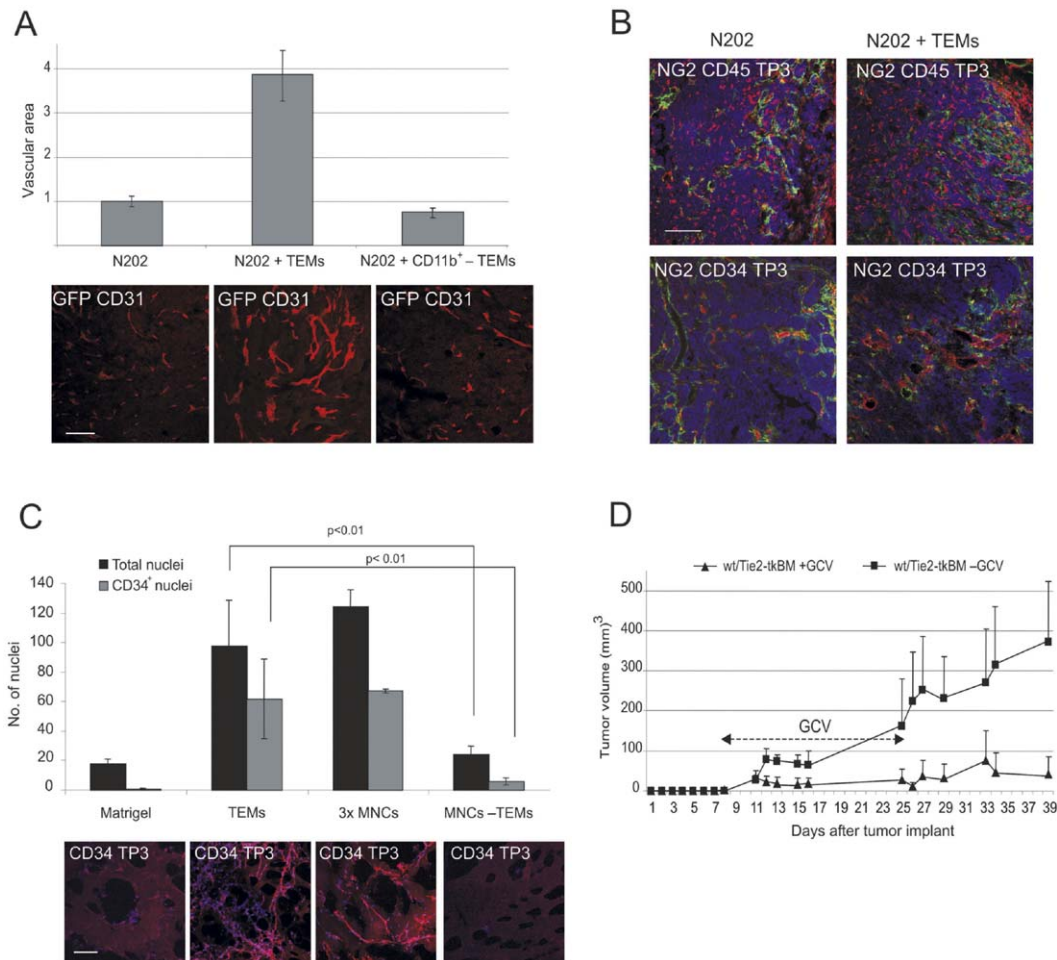 A
Vascular area
4
3
2
1
0
N202
N202 + TEMs
N202 + CD11b⁺ – TEMs
GFP CD31
GFP CD31
GFP CD31
B
N202
N202 + TEMs
NG2 CD45 TP3
NG2 CD45 TP3
NG2 CD34 TP3
NG2 CD34 TP3
C
p<0.01
p< 0.01
Total nuclei
CD34⁺ nuclei
No. of nuclei
140
120
100
80
60
40
20
0
Matrigel
TEMs
3x MNCs
MNCs –TEMs
CD34 TP3
CD34 TP3
CD34 TP3
CD34 TP3
D
wt/Tie2-tkBM +GCV
wt/Tie2-tkBM –GCV
Tumor volume (mm)³
500
400
300
200
100
0
GCV
1 3 5 7 9 11 13 15 17 19 21 23 25 27 29 31 33 35 37 39
Days after tumor implant